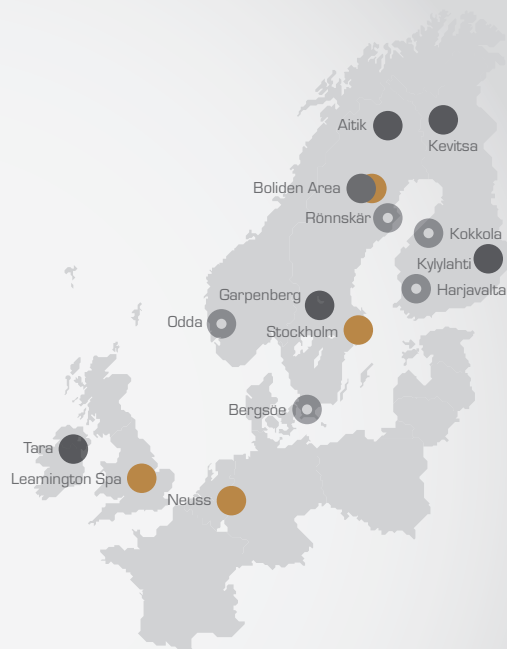 Aitik
Kevitsa
Boliden Area
Rönnskär
Kokkola
Kylylahti
Harjavalta
Garpenberg
Odda
Stockholm
Bergsöe
Tara
Leamington Spa
Neuss